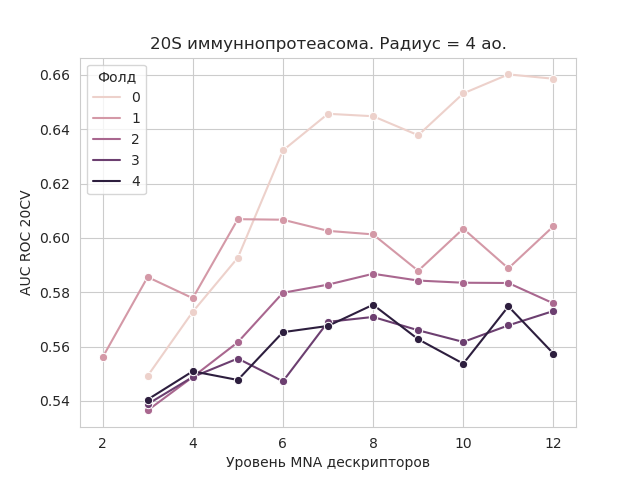 20S иммуннопротеасома. Радиус = 4 ао.
Фолд
0
1
2
3
4
0.66
0.64
0.62
0.60
0.58
0.56
0.54
AUC ROC 20CV
2 4 6 8 10 12
Уровень MNA дескрипторов